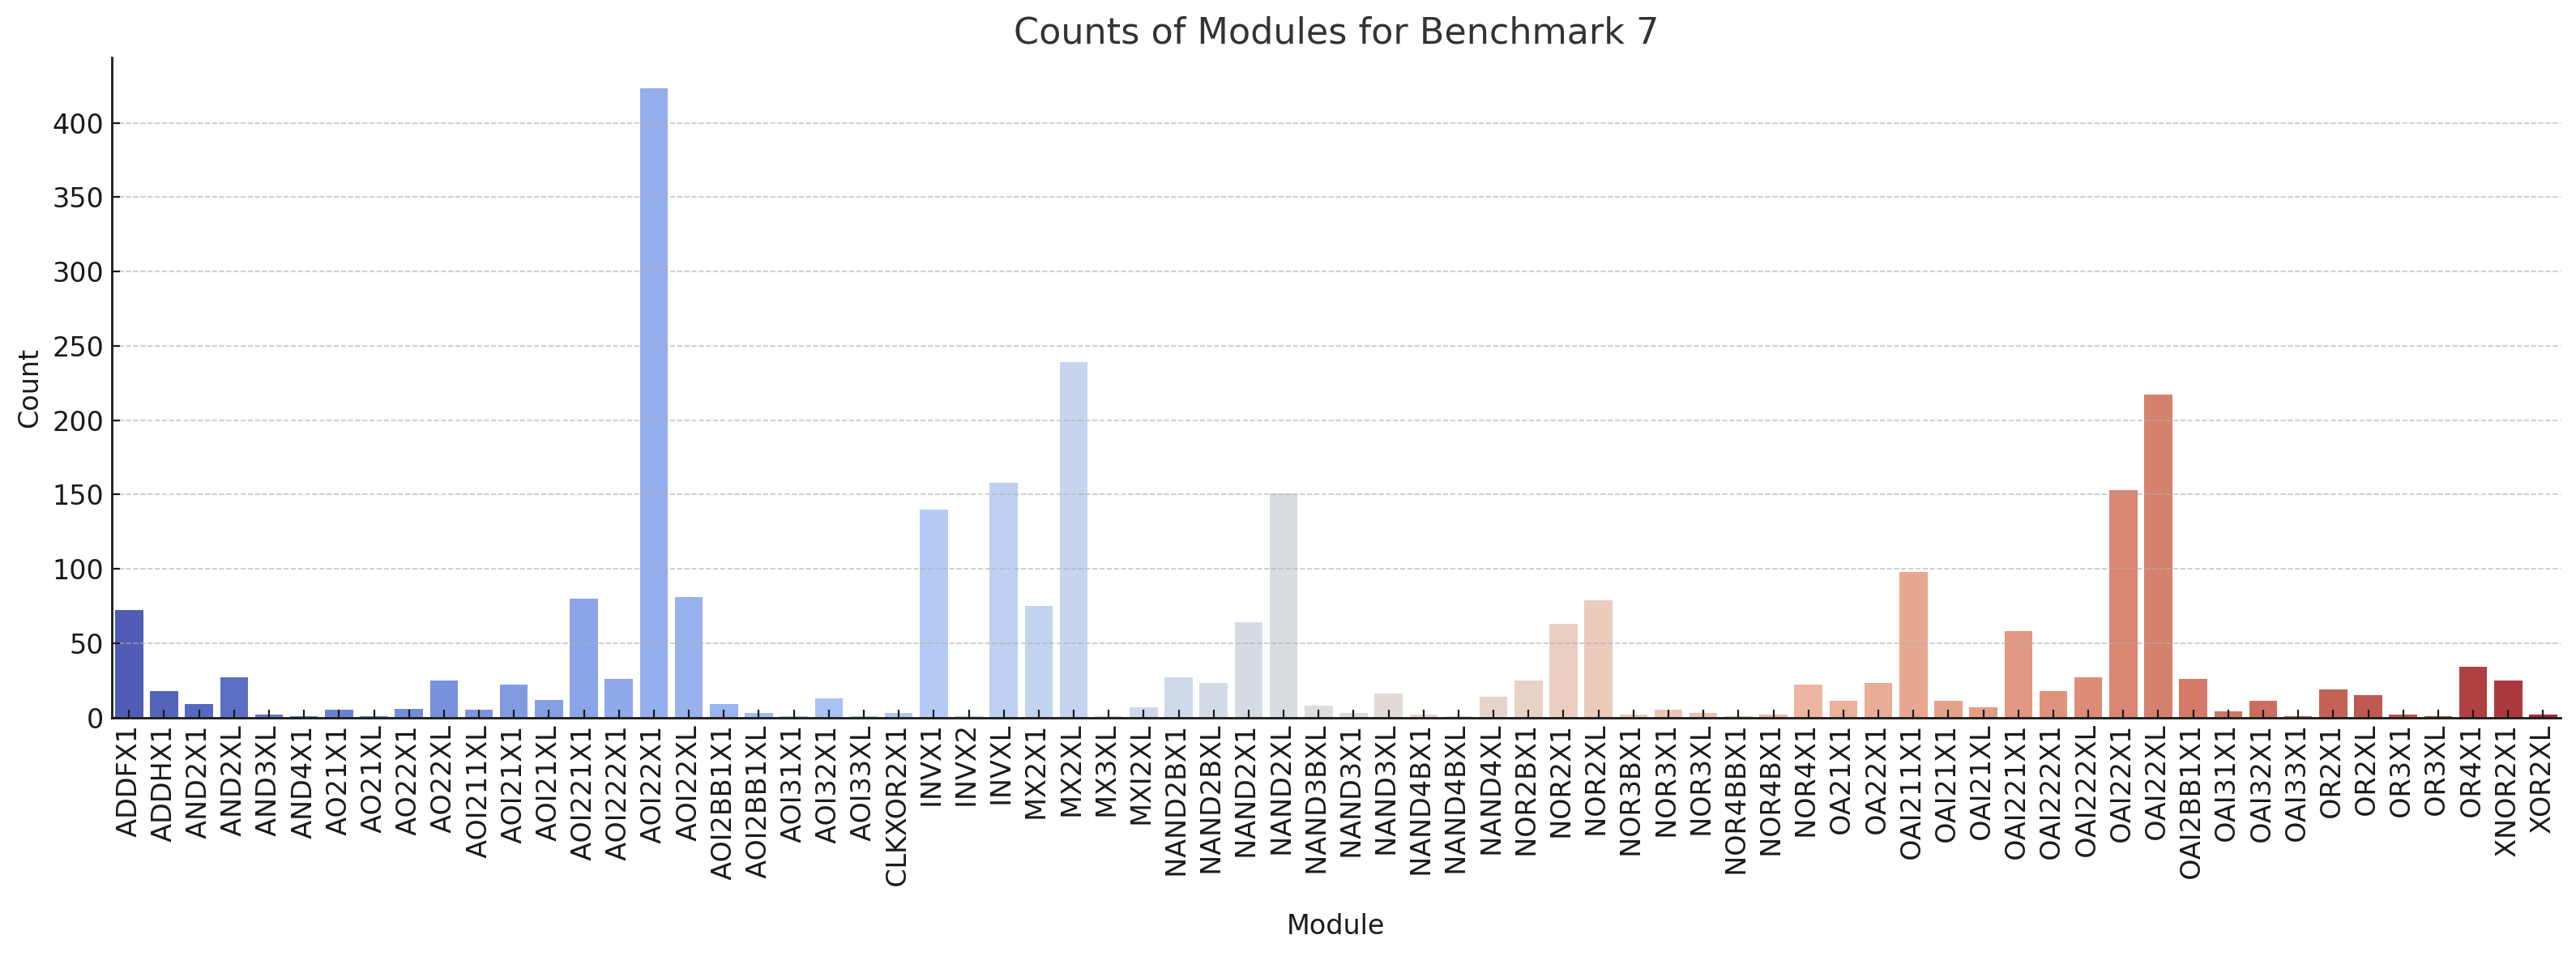 Counts of Modules for Benchmark 7
Count
400
350
300
250
200
150
100
50
0
ADDFX1
ADDHX1
AND2X1
AND2XL
AND3XL
AND4X1
AO21X1
AO21XL
AO22X1
AO22XL
AOI211XL
AOI21X1
AOI21XL
AOI221X1
AOI222X1
AOI22X1
AOI22XL
AOI2BB1X1
AOI2BB1XL
AOI31X1
AOI32X1
AOI33XL
CLKXOR2X1
INVX1
INVX2
INVXL
MX2X1
MX2XL
MX3XL
MXI2XL
NAND2BX1
NAND2BXL
NAND2X1
NAND2XL
NAND3BXL
NAND3X1
NAND3XL
NAND4BX1
NAND4BXL
NAND4XL
NOR2BX1
NOR2X1
NOR2XL
NOR3BX1
NOR3X1
NOR3XL
NOR4BBX1
NOR4BX1
NOR4X1
OA21X1
OA22X1
OAI211X1
OAI21X1
OAI21XL
OAI221X1
OAI222X1
OAI222XL
OAI22X1
OAI22XL
OAI2BB1X1
OAI31X1
OAI32X1
OAI33X1
OR2X1
OR2XL
OR3X1
OR3XL
OR4X1
XNOR2X1
XOR2XL
Module